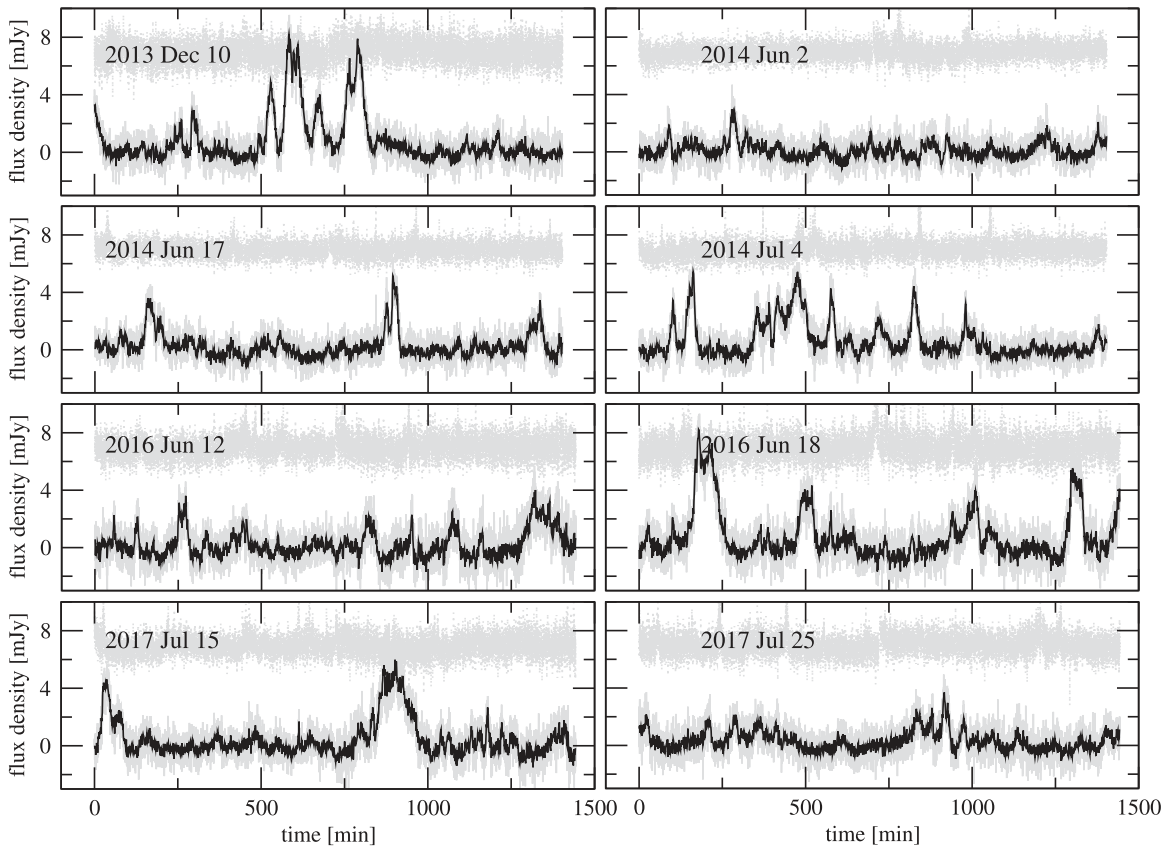 flux density [mJy]
8
4
0
2013 Dec 10
2014 Jun 2
flux density [mJy]
8
4
0
2014 Jun 17
2014 Jul 4
flux density [mJy]
8
4
0
2016 Jun 12
2016 Jun 18
flux density [mJy]
8
4
0
2017 Jul 15
2017 Jul 25
0 500 1000 1500 0 500 1000 1500
time [min] time [min]